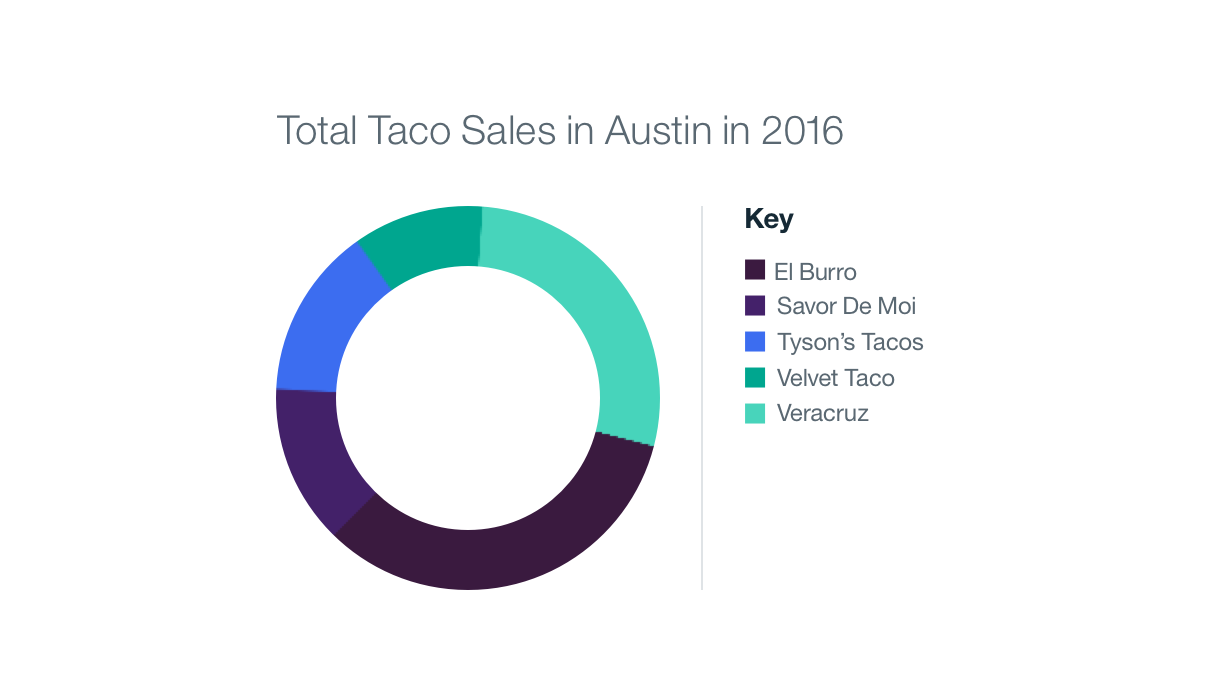 Total Taco Sales in Austin in 2016
Key
El Burro
Savor De Moi
Tyson’s Tacos
Velvet Taco
Veracruz